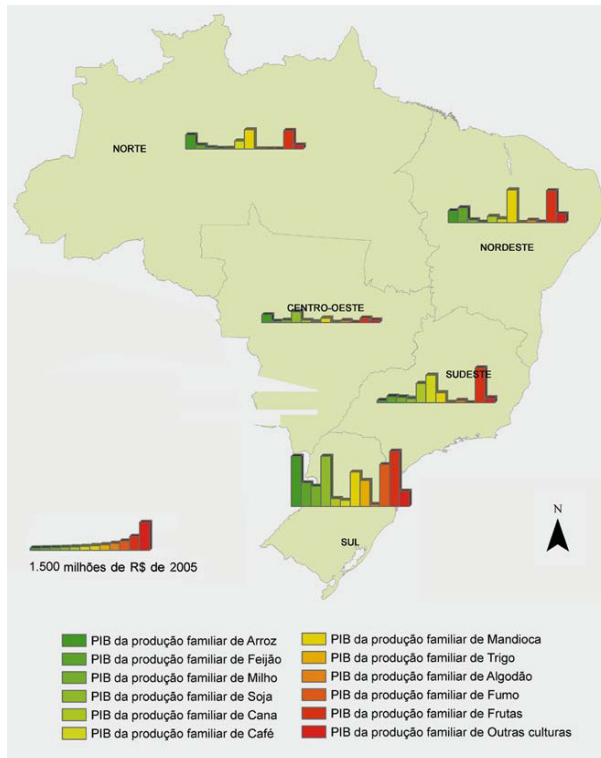 NORTE
NORDESTE
CENTRO-OESTE
SUDESTE
SUL
N
1.500 milhões de R$ de 2005
PIB da produção familiar de Arroz
PIB da produção familiar de Feijão
PIB da produção familiar de Milho
PIB da produção familiar de Soja
PIB da produção familiar de Cana
PIB da produção familiar de Café
PIB da produção familiar de Mandioca
PIB da produção familiar de Trigo
PIB da produção familiar de Algodão
PIB da produção familiar de Fumo
PIB da produção familiar de Frutas
PIB da produção familiar de Outras culturas